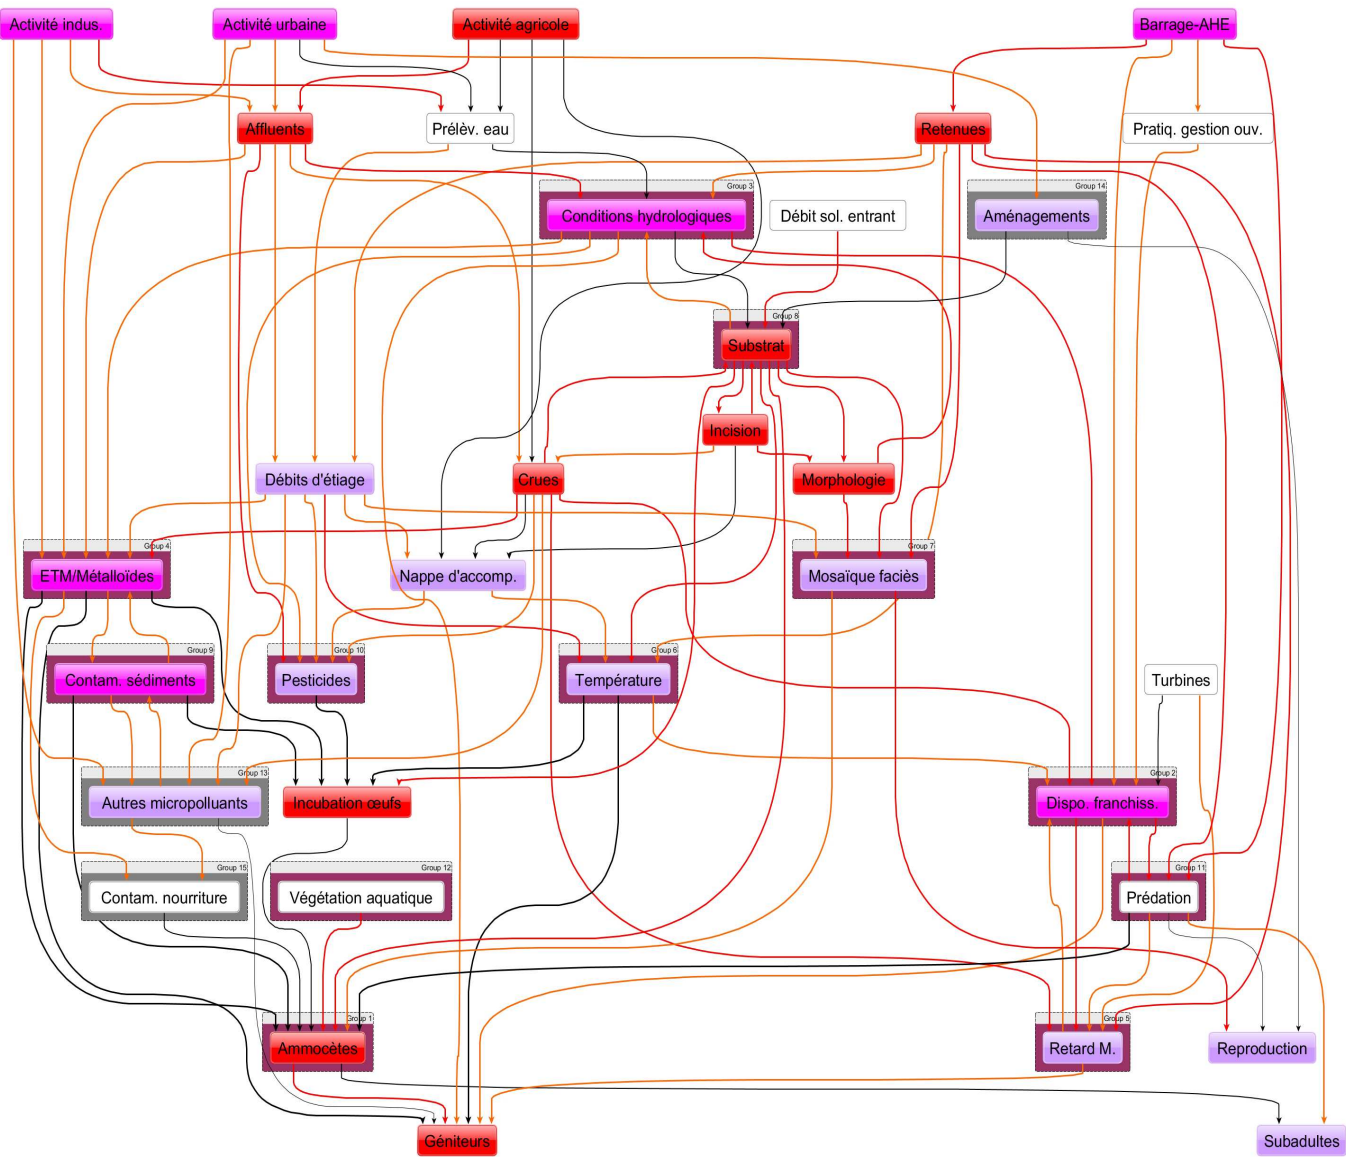 Activité indus.
Activité urbaine
Activité agricole
Barrage-AHE
Affluents
Prélèv. eau
Retenues
Pratiq. gestion ouv.
Group 3
Conditions hydrologiques
Débit sol. entrant
Group 14
Aménagements
Group 8
Substrat
Incision
Débits d'étiage
Crues
Morphologie
Group 4
ETM/Métalloïdes
Nappe d'accomp.
Group 7
Mosaïque faciès
Group 9
Contam. sédiments
Group 10
Pesticides
Group 6
Température
Turbines
Group 13
Autres micropolluants
Incubation œufs
Group 2
Dispo. franchiss.
Group 15
Contam. nourriture
Group 12
Végétation aquatique
Group 11
Prédation
Group 1
Ammocètes
Group 5
Retard M.
Reproduction
Géniteurs
Subadultes